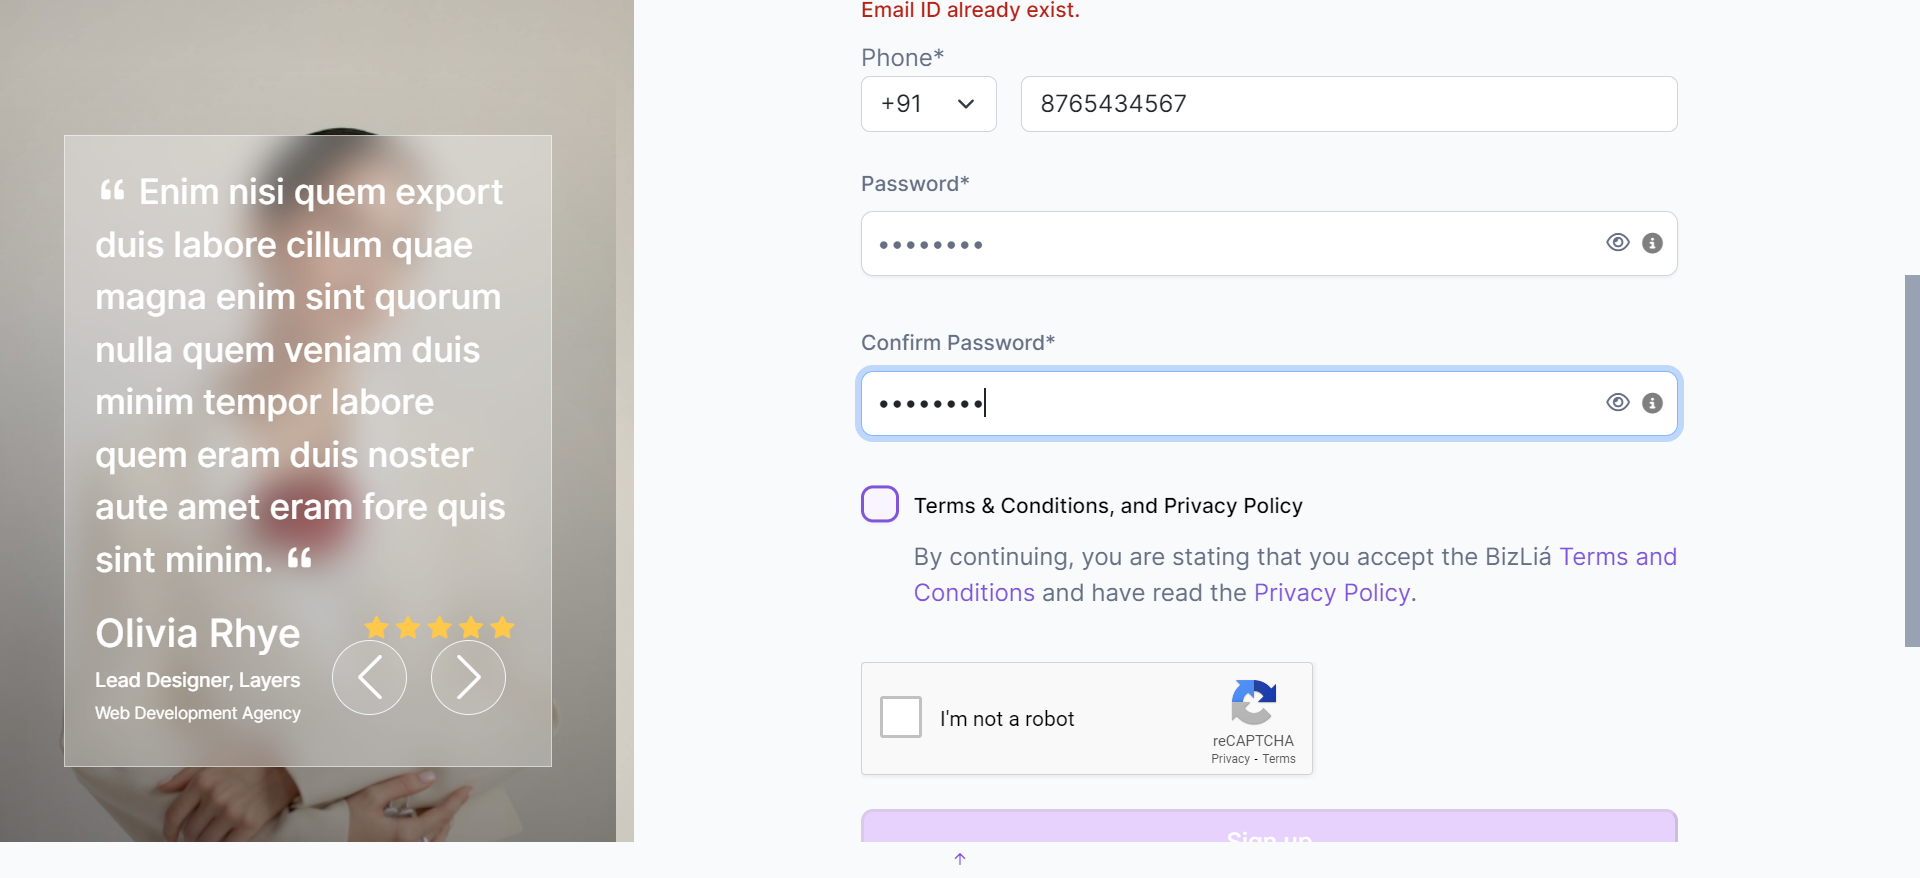 “ Enim nisi quem export
duis labore cillum quae
magna enim sint quorum
nulla quem veniam duis
minim tempor labore
quem eram duis noster
aute amet eram fore quis
sint minim. “
Olivia Rhye
Lead Designer, Layers
Web Development Agency
Email ID already exist.
Phone*
+91
8765434567
Password*
Confirm Password*
Terms & Conditions, and Privacy Policy
By continuing, you are stating that you accept the BizLiá Terms and
Conditions and have read the Privacy Policy.
I'm not a robot
reCAPTCHA
Privacy - Terms
Sign up